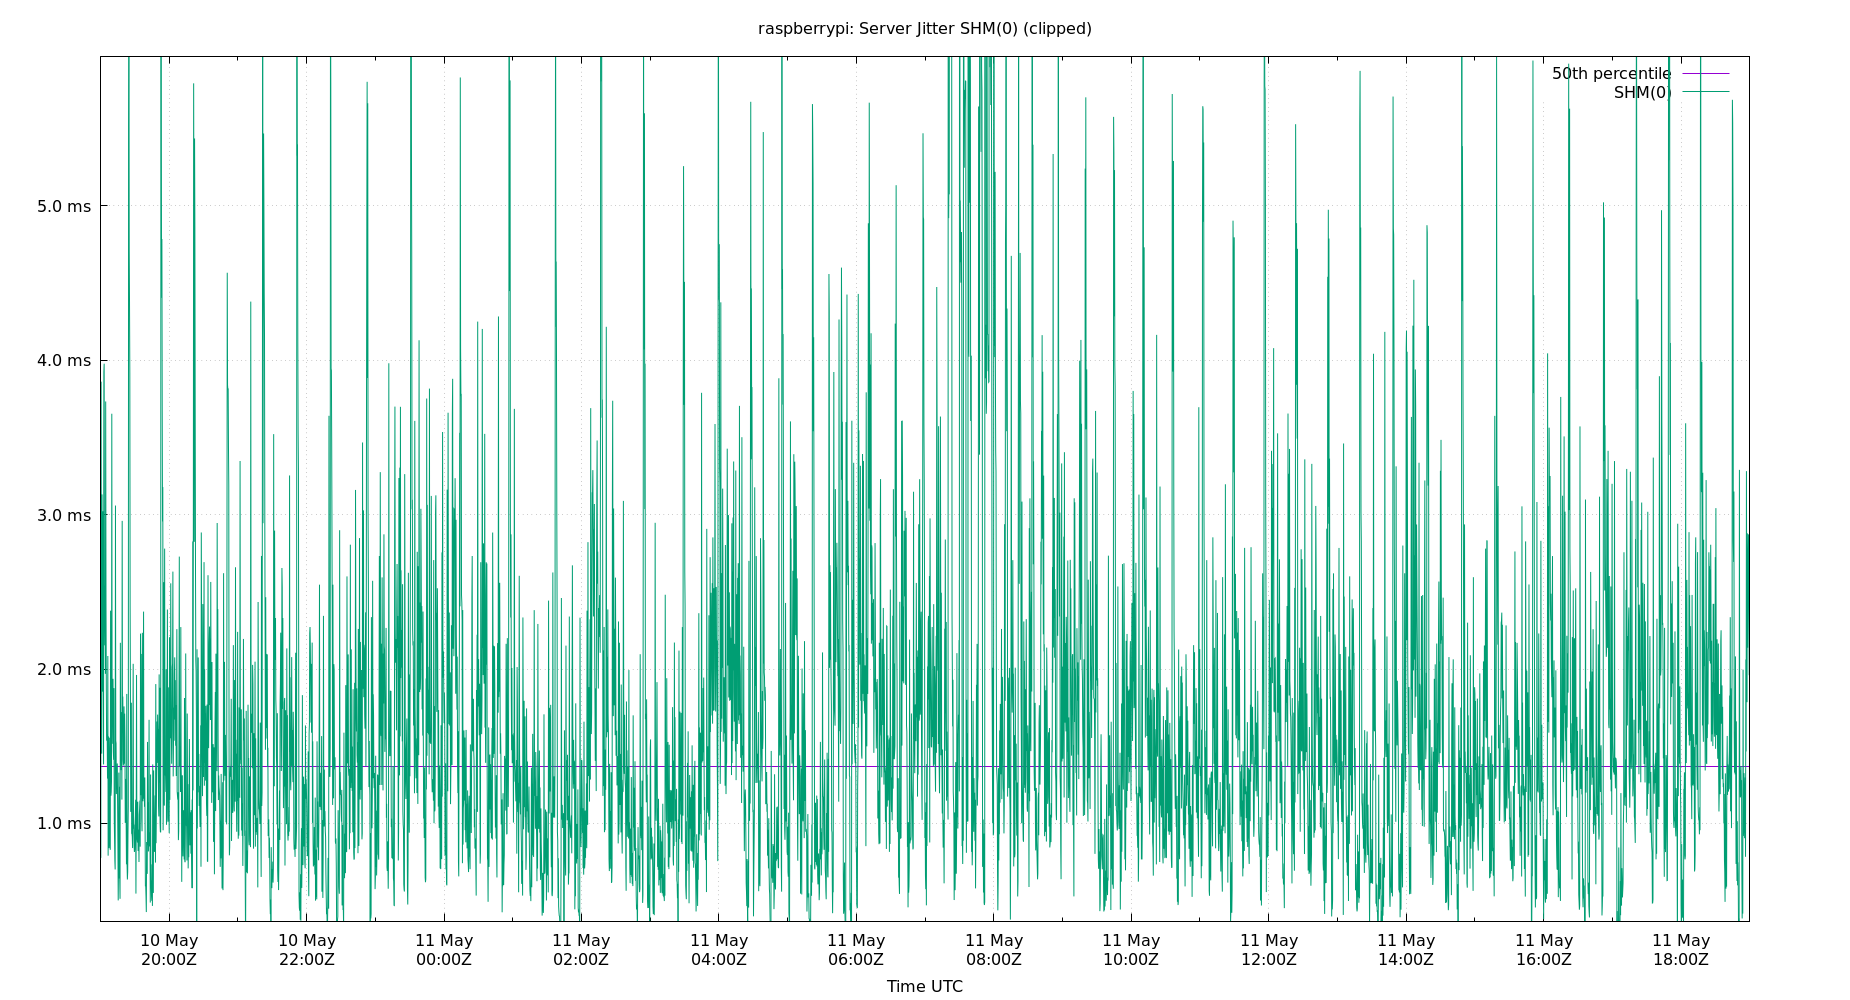 raspberrypi: Server Jitter SHM(0) (clipped)
50th percentile
SHM(0)
5.0 ms
4.0 ms
3.0 ms
2.0 ms
1.0 ms
10 May 10 May 11 May 11 May 11 May 11 May 11 May 11 May 11 May 11 May 11 May 11 May
20:00Z 22:00Z 00:00Z 02:00Z 04:00Z 06:00Z 08:00Z 10:00Z 12:00Z 14:00Z 16:00Z 18:00Z
Time UTC